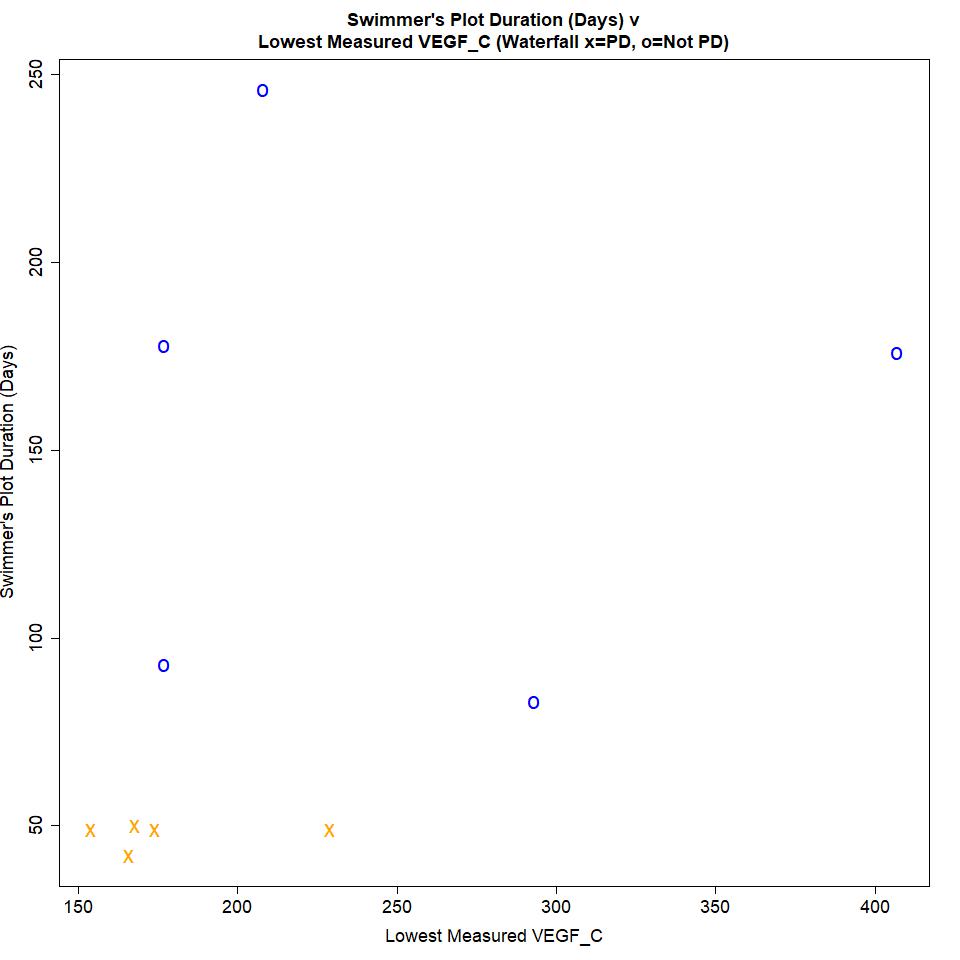 Swimmer's Plot Duration (Days) v
Lowest Measured VEGF_C (Waterfall x=PD, o=Not PD)
Swimmer's Plot Duration (Days)
250
200
150
100
50
o
o
o
o
o
x
x
x
x
x
150
200
250
300
350
400
Lowest Measured VEGF_C